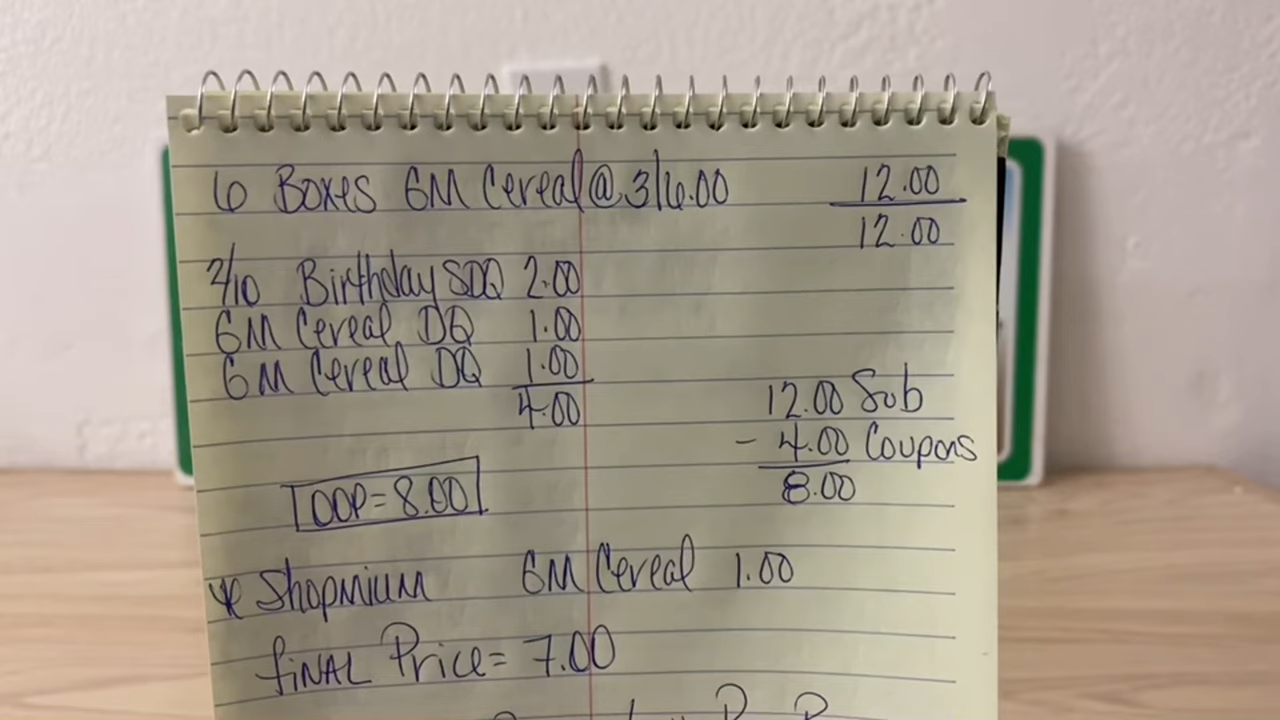 6 Boxes GM Cereal @ 3/6.00 12.00
12.00
2/10 Birthday SDQ 2.00
GM Cereal DQ 1.00
GM Cereal DQ 1.00
4.00
12.00 Sub
- 4.00 Coupons
8.00
OOP = 8.00
* Shopmium GM Cereal 1.00
FINAL Price = 7.00